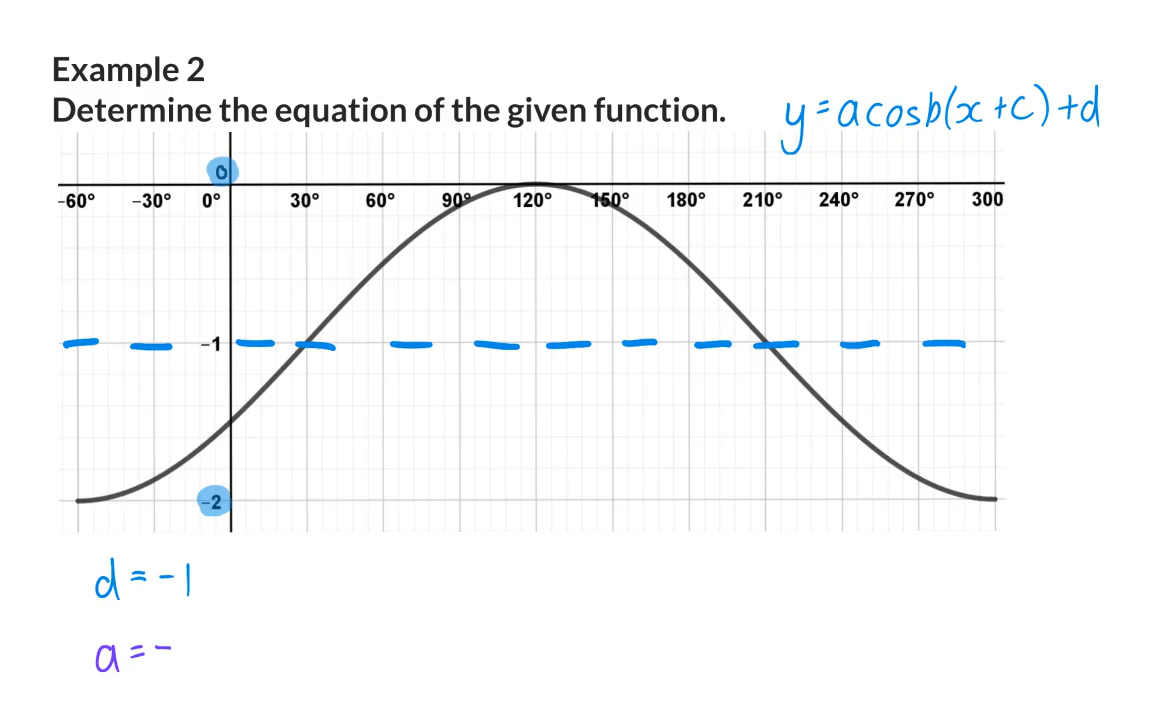 Example 2
Determine the equation of the given function.
y = a cos b(x + c) + d
0
-60° -30° 0° 30° 60° 90° 120° 150° 180° 210° 240° 270° 300
-1
-2
d = -1
a = -